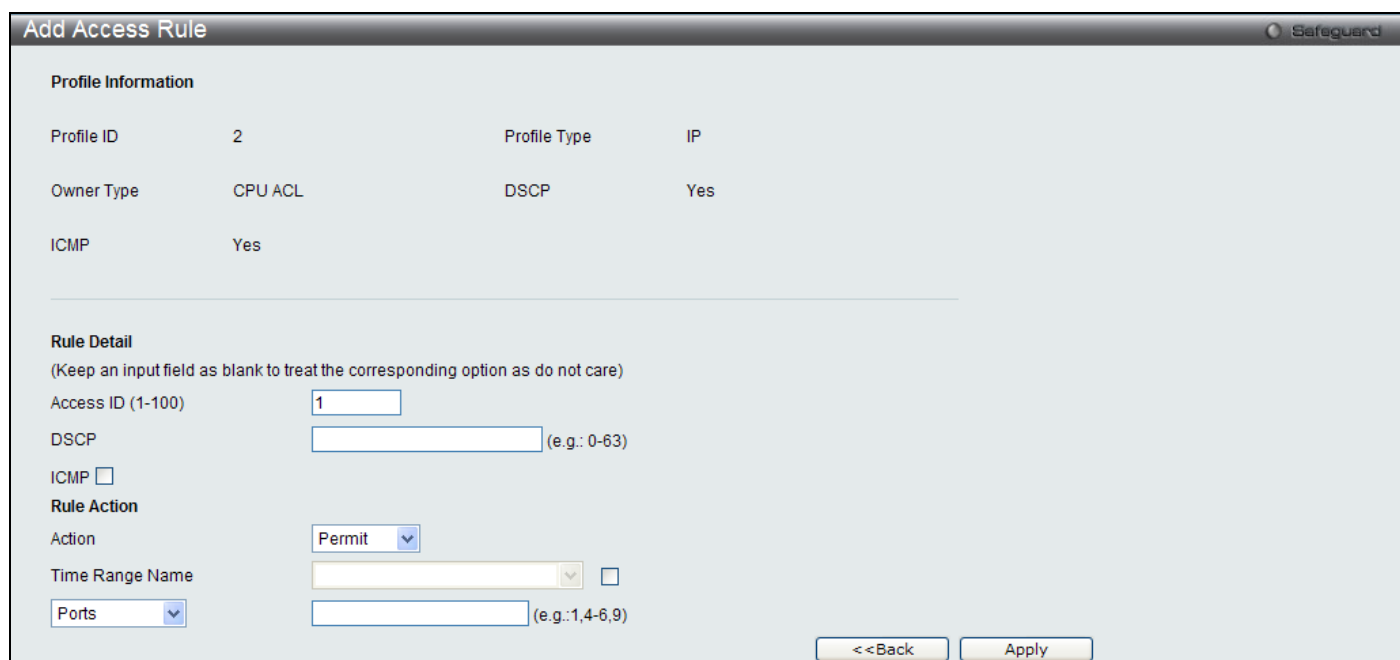 Add Access Rule Safeguard
Profile Information
Profile ID 2 Profile Type IP
Owner Type CPU ACL DSCP Yes
ICMP Yes
Rule Detail
(Keep an input field as blank to treat the corresponding option as do not care)
Access ID (1-100) 1
DSCP (e.g.: 0-63)
ICMP
Rule Action
Action Permit
Time Range Name
Ports (e.g.:1,4-6,9)
<<Back Apply